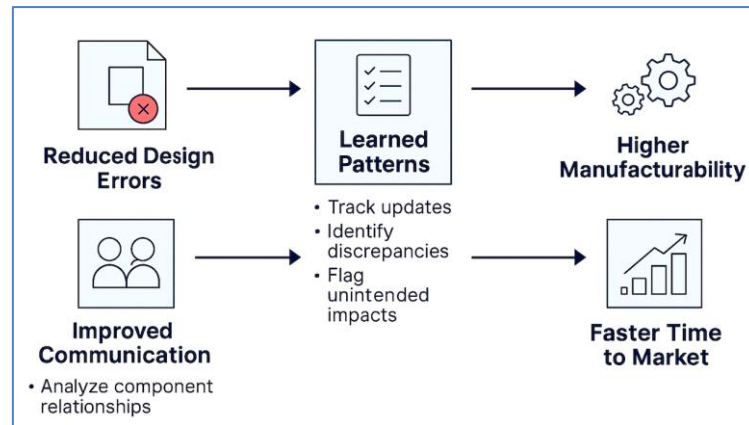 Reduced Design
Errors
Learned
Patterns
Higher
Manufacturability
• Track updates
• Identify
discrepancies
• Flag
unintended
impacts
Improved
Communication
• Analyze component
relationships
Faster Time
to Market